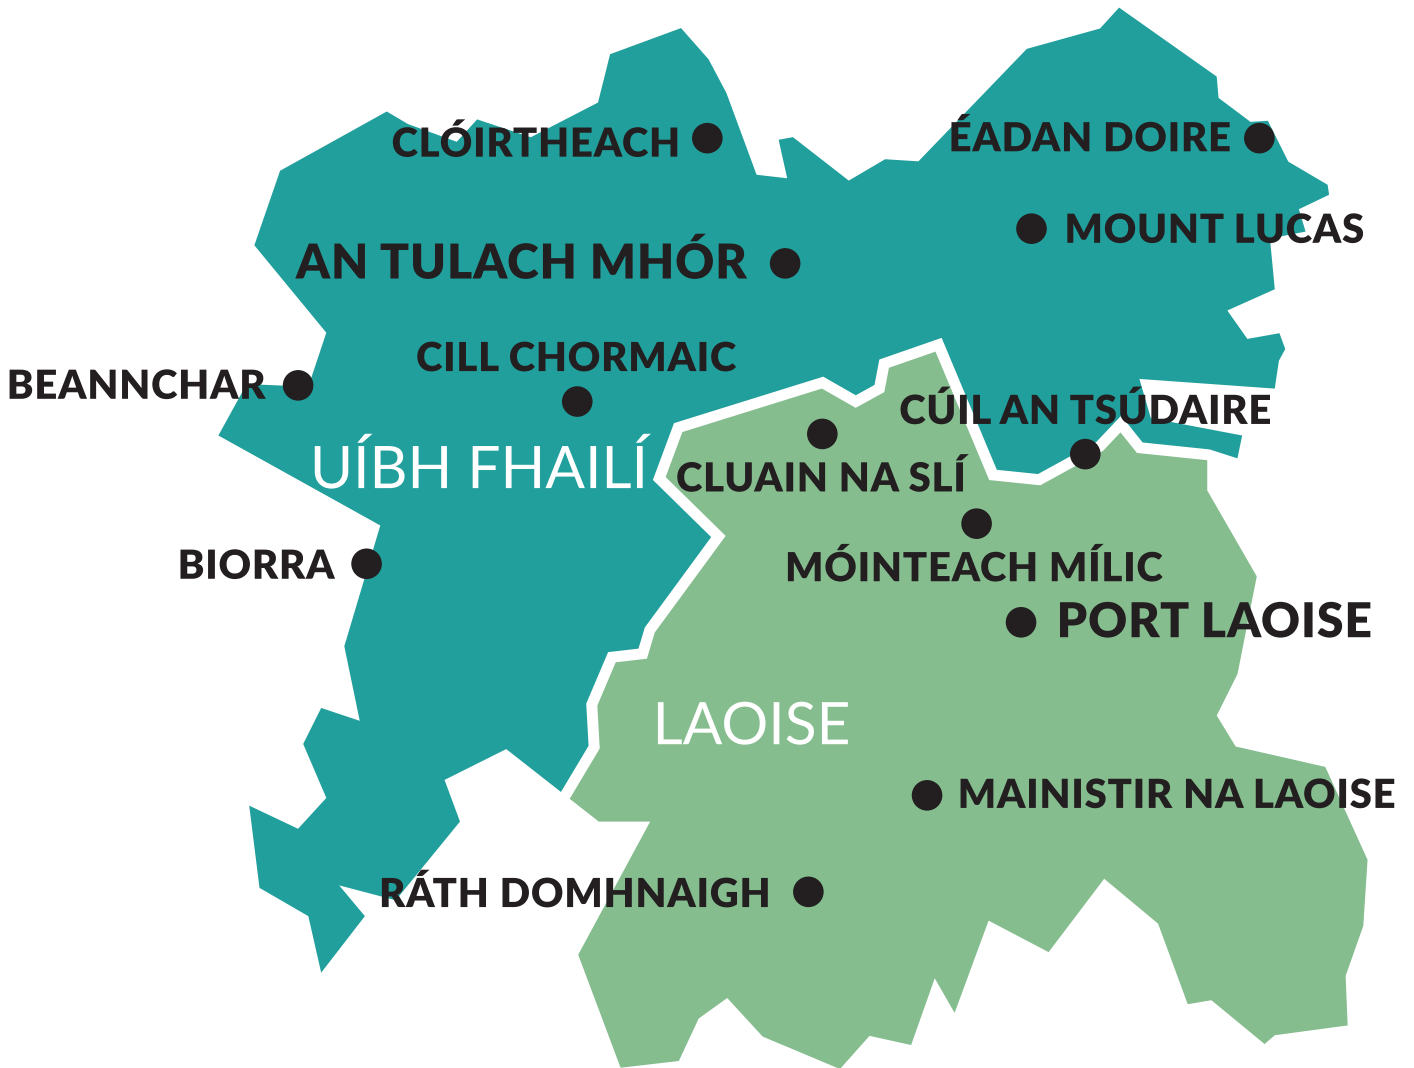 CLÓIRTHEACH
ÉADAN DOIRE
MOUNT LUCAS
AN TULACH MHÓR
CILL CHORMAIC
BEANNCHAR
CÚIL AN TSÚDAIRE
UÍBH FHAILÍ
CLUAIN NA SLÍ
BIORRA
MÓINTEACH MÍLIC
PORT LAOISE
LAOISE
MAINISTIR NA LAOISE
RÁTH DOMHNAIGH